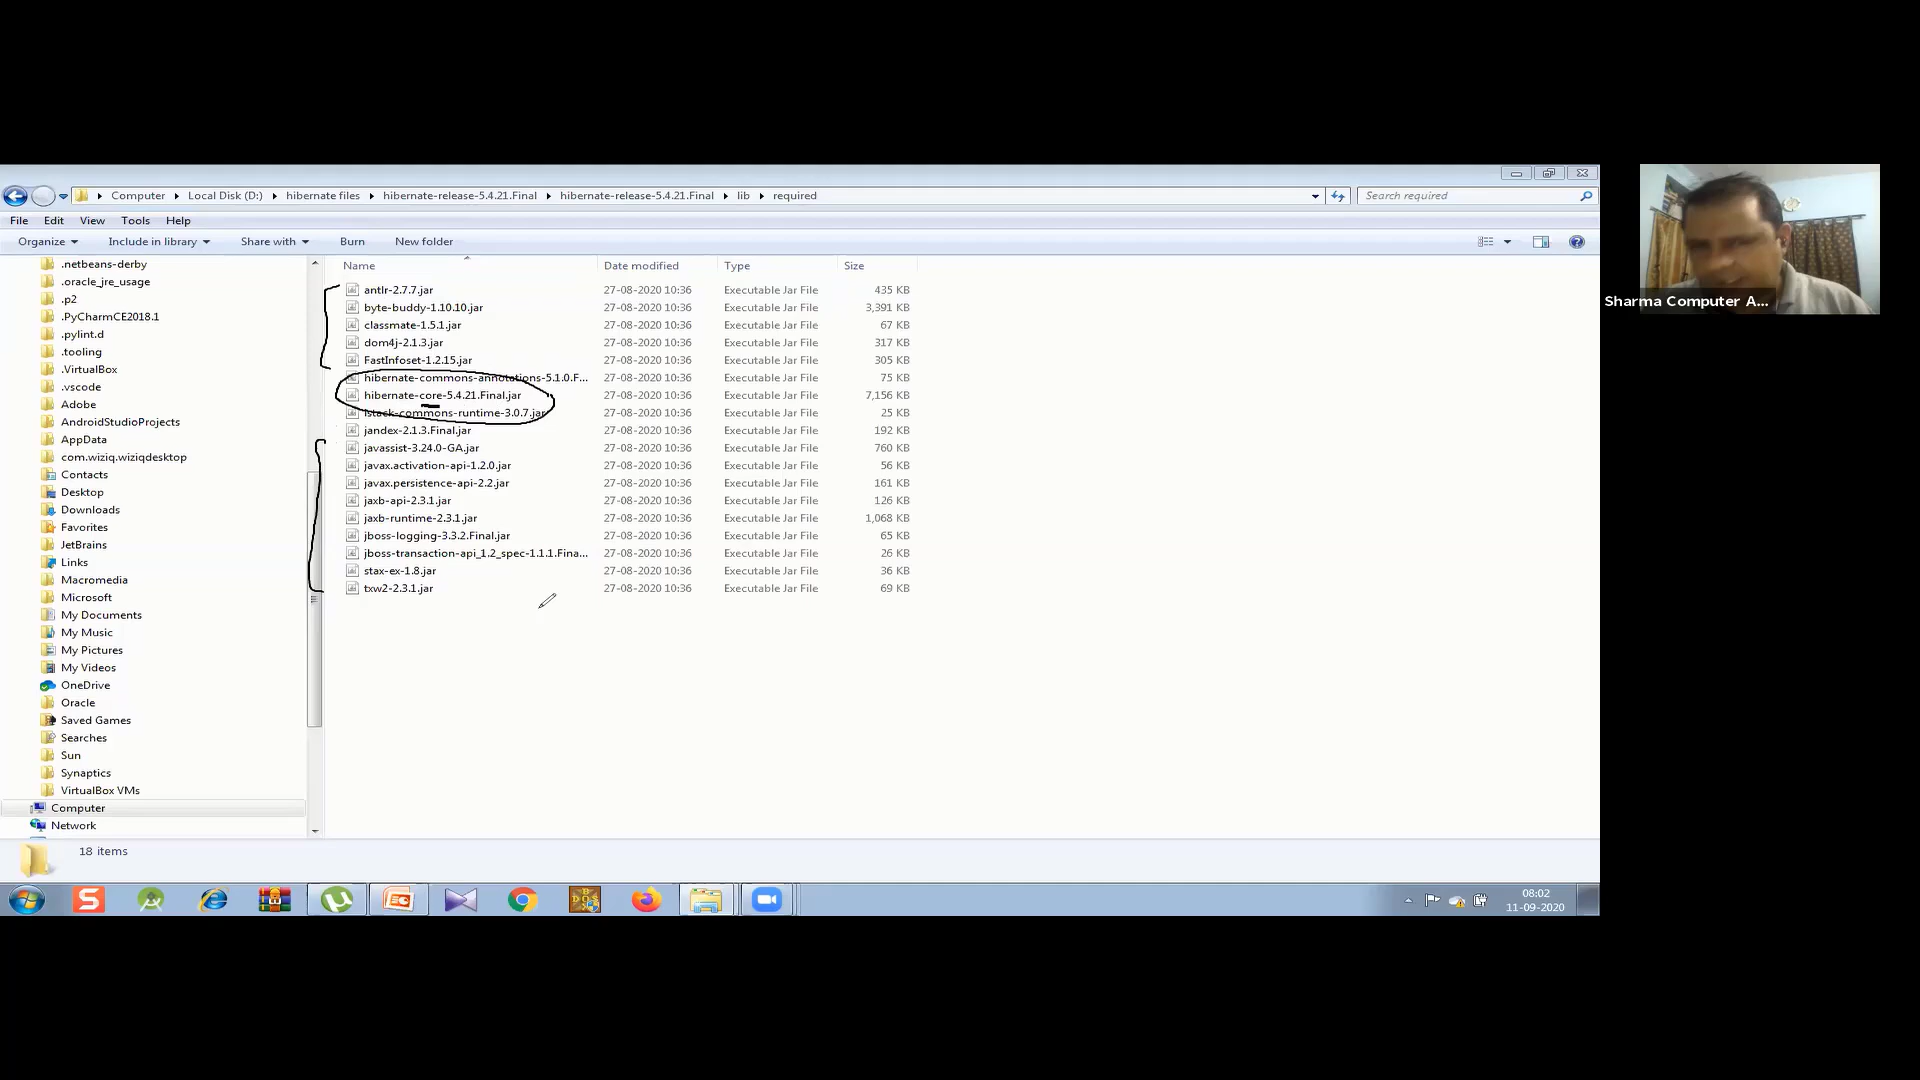 Computer Local Disk (D:) hibernate files hibernate-release-5.4.21.Final hibernate-release-5.4.21.Final lib required Search required
File Edit View Tools Help
Organize Include in library Share with Burn New folder
.netbeans-derby
.oracle_jre_usage
.p2
.PyCharmCE2018.1
.pylint.d
.tooling
.VirtualBox
.vscode
Adobe
AndroidStudioProjects
AppData
com.wiziq.wiziqdesktop
Contacts
Desktop
Downloads
Favorites
JetBrains
Links
Macromedia
Microsoft
My Documents
My Music
My Pictures
My Videos
OneDrive
Oracle
Saved Games
Searches
Sun
Synaptics
VirtualBox VMs
Computer
Network
Name Date modified Type Size
antlr-2.7.7.jar 27-08-2020 10:36 Executable Jar File 435 KB
byte-buddy-1.10.10.jar 27-08-2020 10:36 Executable Jar File 3,391 KB
classmate-1.5.1.jar 27-08-2020 10:36 Executable Jar File 67 KB
dom4j-2.1.3.jar 27-08-2020 10:36 Executable Jar File 317 KB
FastInfoset-1.2.15.jar 27-08-2020 10:36 Executable Jar File 305 KB
hibernate-commons-annotations-5.1.0.F... 27-08-2020 10:36 Executable Jar File 75 KB
hibernate-core-5.4.21.Final.jar 27-08-2020 10:36 Executable Jar File 7,156 KB
istack-commons-runtime-3.0.7.jar 27-08-2020 10:36 Executable Jar File 25 KB
jandex-2.1.3.Final.jar 27-08-2020 10:36 Executable Jar File 192 KB
javassist-3.24.0-GA.jar 27-08-2020 10:36 Executable Jar File 760 KB
javax.activation-api-1.2.0.jar 27-08-2020 10:36 Executable Jar File 56 KB
javax.persistence-api-2.2.jar 27-08-2020 10:36 Executable Jar File 161 KB
jaxb-api-2.3.1.jar 27-08-2020 10:36 Executable Jar File 126 KB
jaxb-runtime-2.3.1.jar 27-08-2020 10:36 Executable Jar File 1,068 KB
jboss-logging-3.3.2.Final.jar 27-08-2020 10:36 Executable Jar File 65 KB
jboss-transaction-api_1.2_spec-1.1.1.Fina... 27-08-2020 10:36 Executable Jar File 26 KB
stax-ex-1.8.jar 27-08-2020 10:36 Executable Jar File 36 KB
txw2-2.3.1.jar 27-08-2020 10:36 Executable Jar File 69 KB
18 items
08:02
11-09-2020
Sharma Computer A...